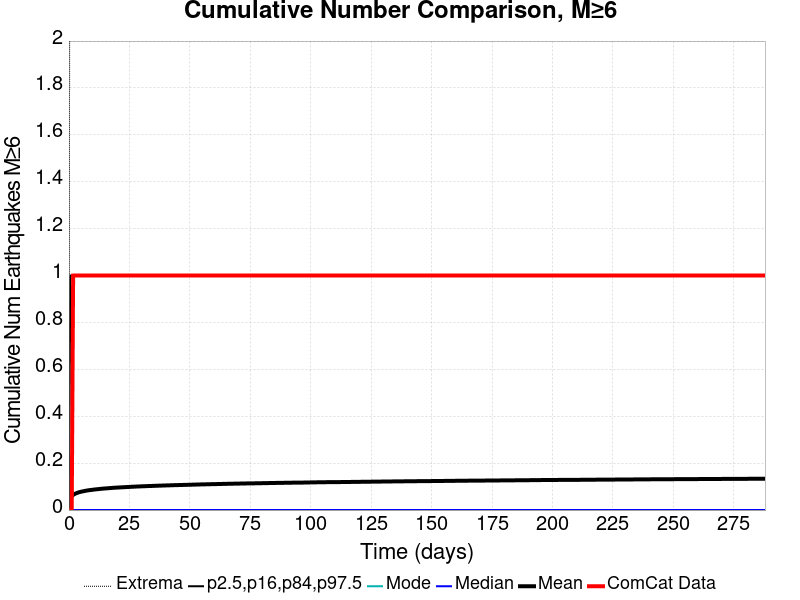 Cumulative Number Comparison, M≥6
Cumulative Num Earthquakes M≥6
2
1.8
1.6
1.4
1.2
1
0.8
0.6
0.4
0.2
0
0 25 50 75 100 125 150 175 200 225 250 275
Time (days)
Extrema p2.5,p16,p84,p97.5 Mode Median Mean ComCat Data